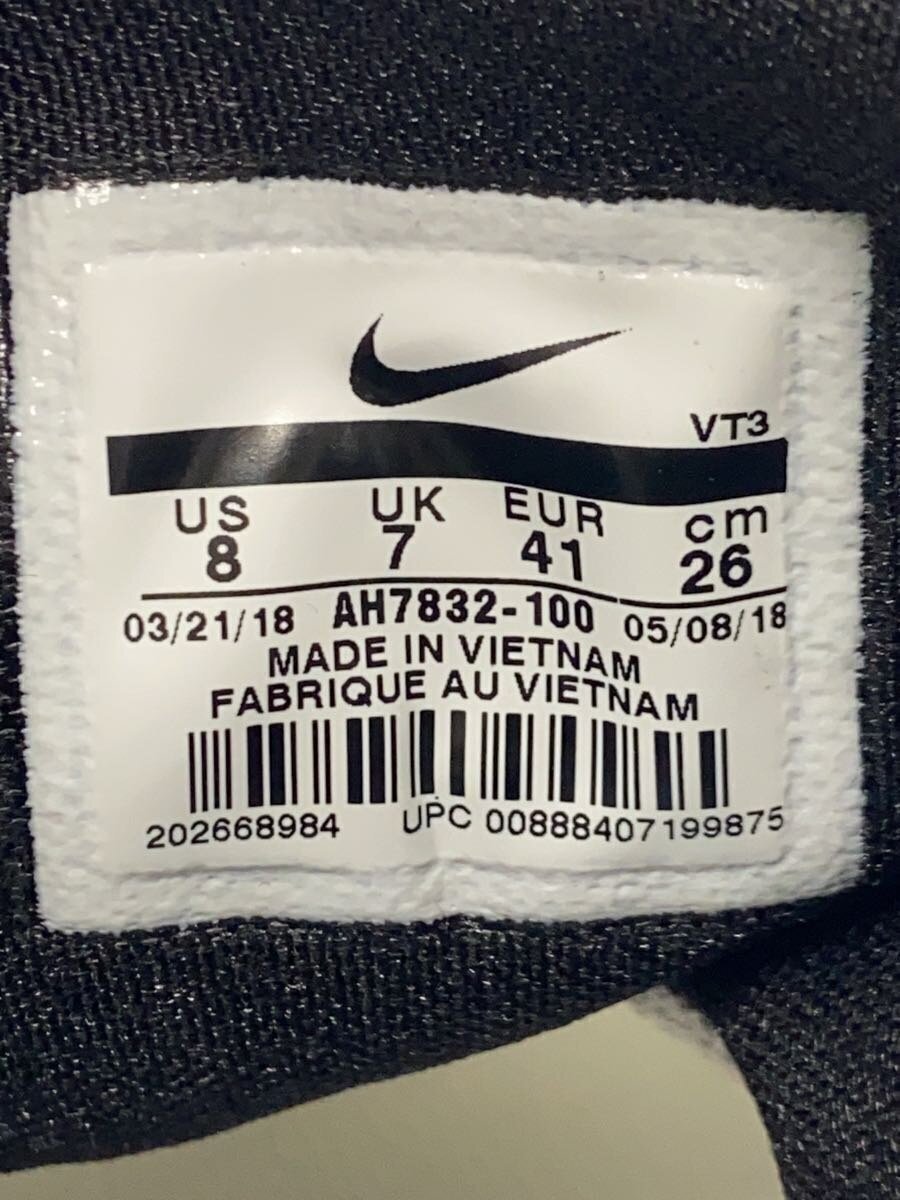 VT3
US UK EUR cm
8 7 41 26
03/21/18 AH7832-100 05/08/18
MADE IN VIETNAM
FABRIQUE AU VIETNAM
202668984 UPC 00888407199875